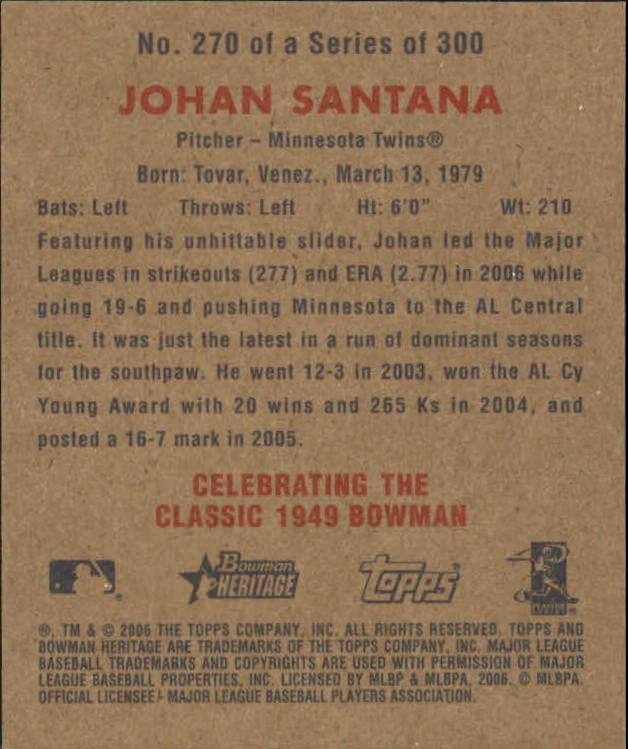 No. 270 of a Series of 300
JOHAN SANTANA
Pitcher – Minnesota Twins®
Born: Tovar, Venez., March 13, 1979
Bats: Left Throws: Left Ht: 6'0" Wt: 210
Featuring his unhittable slider, Johan led the Major
Leagues in strikeouts (277) and ERA (2.77) in 2006 while
going 19-6 and pushing Minnesota to the AL Central
title. It was just the latest in a run of dominant seasons
for the southpaw. He went 12-3 in 2003, won the AL Cy
Young Award with 20 wins and 265 Ks in 2004, and
posted a 16-7 mark in 2005.
CELEBRATING THE
CLASSIC 1949 BOWMAN
Bowman
HERITAGE
topps
®, TM & © 2006 THE TOPPS COMPANY, INC. ALL RIGHTS RESERVED. TOPPS AND
BOWMAN HERITAGE ARE TRADEMARKS OF THE TOPPS COMPANY, INC. MAJOR LEAGUE
BASEBALL TRADEMARKS AND COPYRIGHTS ARE USED WITH PERMISSION OF MAJOR
LEAGUE BASEBALL PROPERTIES, INC. LICENSED BY MLBP & MLBPA, 2006. © MLBPA
OFFICIAL LICENSEE - MAJOR LEAGUE BASEBALL PLAYERS ASSOCIATION.